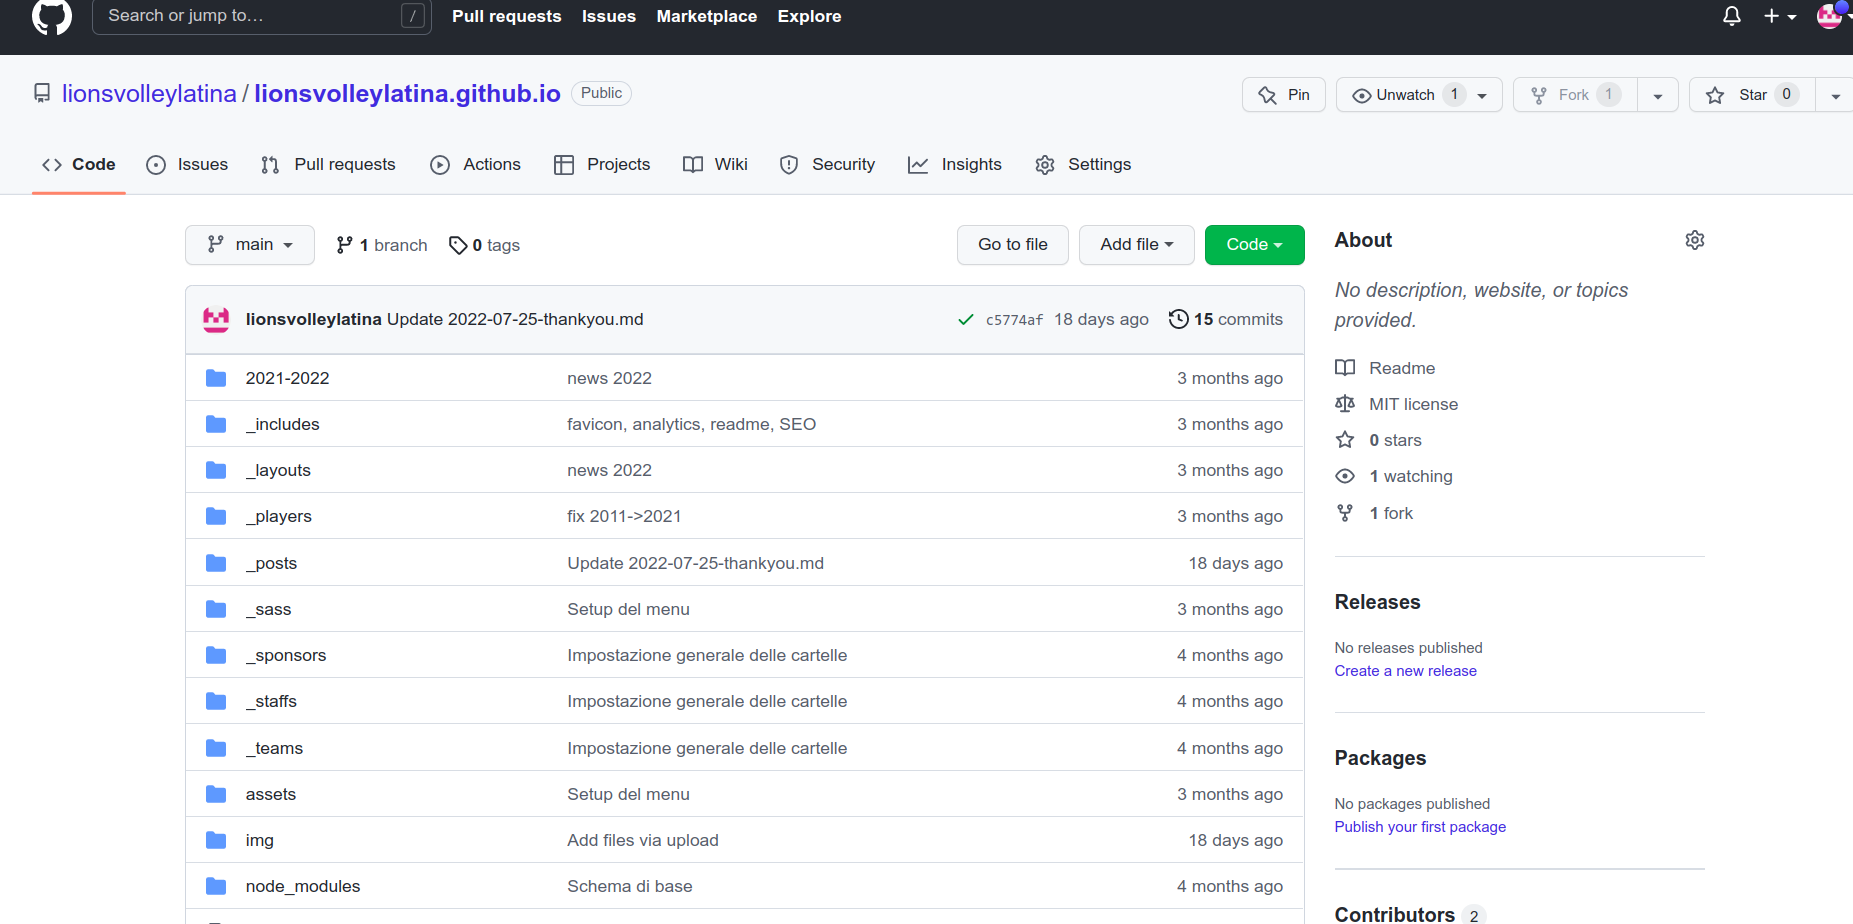 Search or jump to… / Pull requests Issues Marketplace Explore
lionsvolleylatina / lionsvolleylatina.github.io Public Pin Unwatch 1 Fork 1 Star 0
Code Issues Pull requests Actions Projects Wiki Security Insights Settings
main 1 branch 0 tags Go to file Add file Code
lionsvolleylatina Update 2022-07-25-thankyou.md c5774af 18 days ago 15 commits
2021-2022 news 2022 3 months ago
_includes favicon, analytics, readme, SEO 3 months ago
_layouts news 2022 3 months ago
_players fix 2011->2021 3 months ago
_posts Update 2022-07-25-thankyou.md 18 days ago
_sass Setup del menu 3 months ago
_sponsors Impostazione generale delle cartelle 4 months ago
_staffs Impostazione generale delle cartelle 4 months ago
_teams Impostazione generale delle cartelle 4 months ago
assets Setup del menu 3 months ago
img Add files via upload 18 days ago
node_modules Schema di base 4 months ago
About
No description, website, or topics
provided.
Readme
MIT license
0 stars
1 watching
1 fork
Releases
No releases published
Create a new release
Packages
No packages published
Publish your first package
Contributors 2